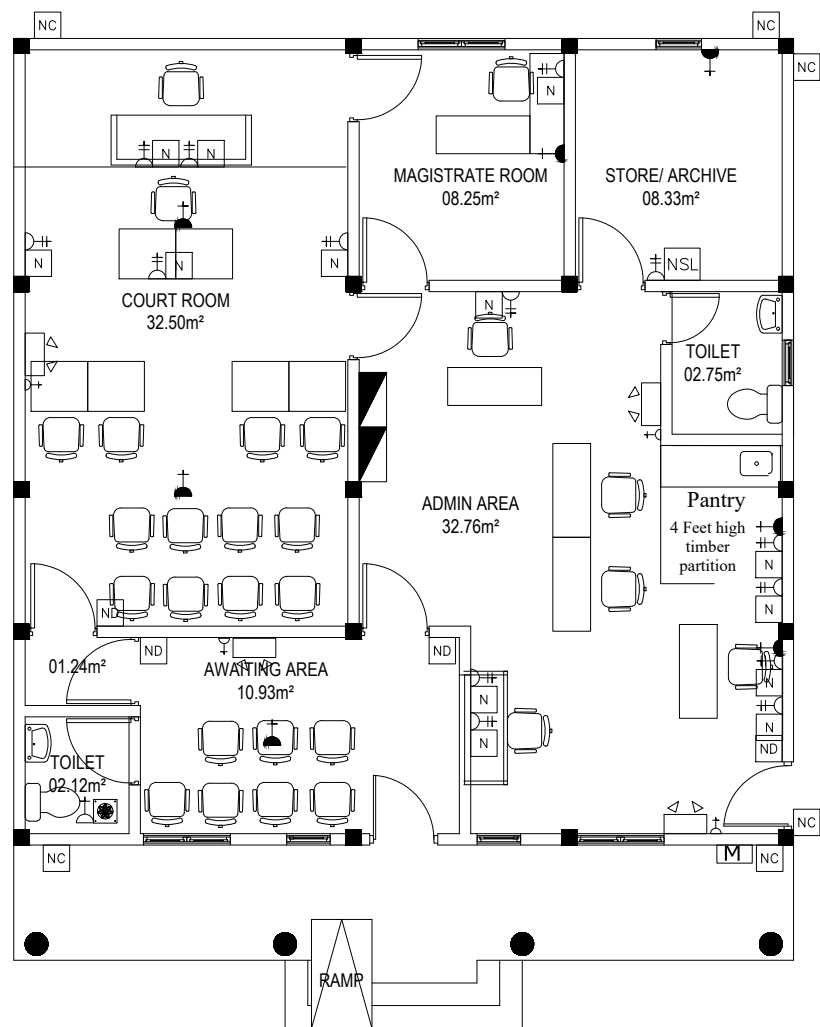 NC
NC
NC
N
N
N
MAGISTRATE ROOM
08.25m²
STORE/ ARCHIVE
08.33m²
N
N
N
NSL
COURT ROOM
32.50m²
N
TOILET
02.75m²
ADMIN AREA
32.76m²
Pantry
4 Feet high
timber
partition
N
N
ND
ND
ND
01.24m²
AWAITING AREA
10.93m²
N
N
N
N
ND
TOILET
02.12m²
NC
NC
M
NC
RAMP